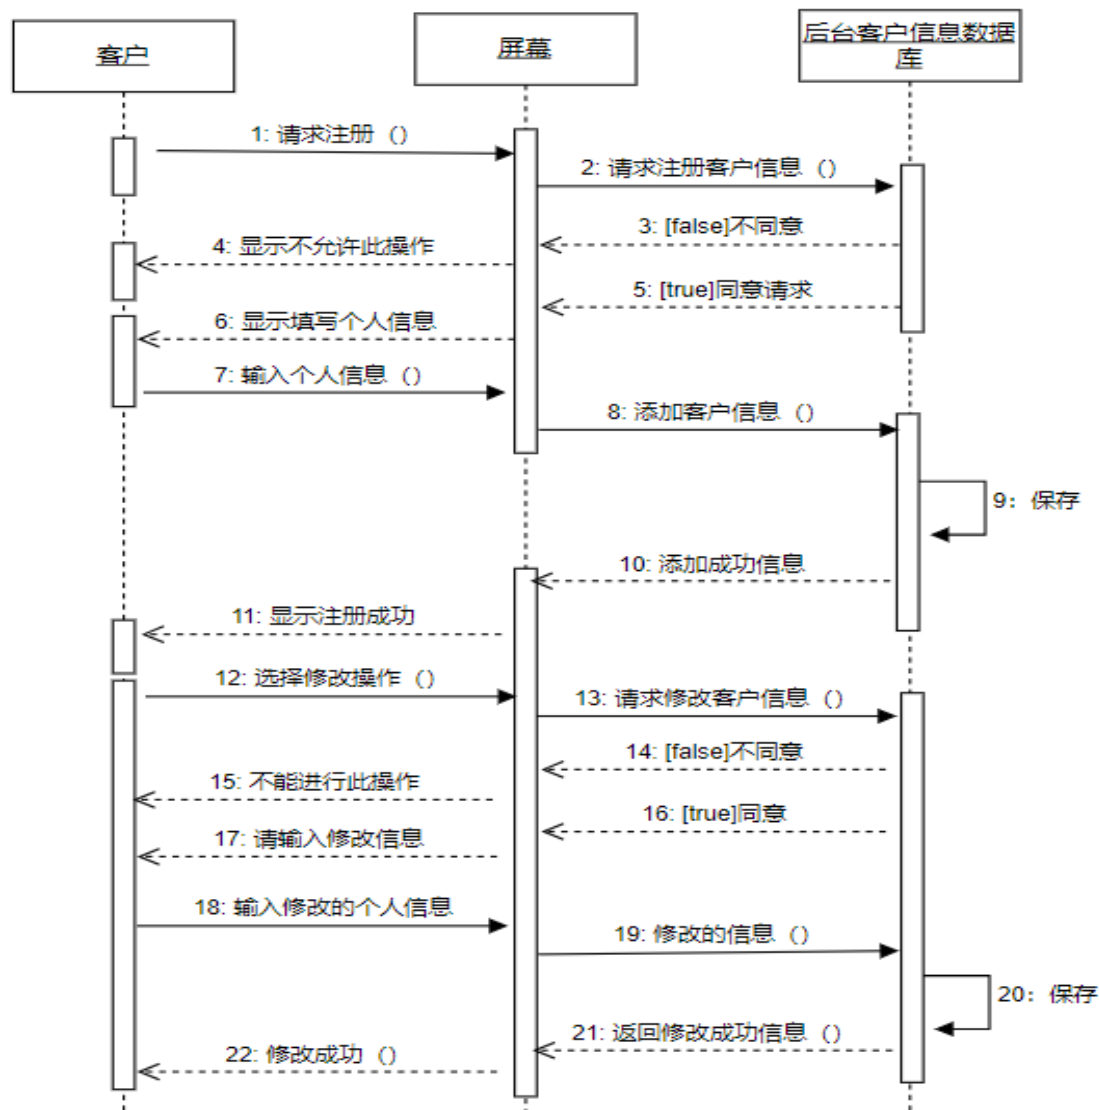 客户
屏幕
后台客户信息数据
库
1: 请求注册（）
2: 请求注册客户信息（）
3: [false]不同意
4: 显示不允许此操作
5: [true]同意请求
6: 显示填写个人信息
7: 输入个人信息（）
8: 添加客户信息（）
9：保存
10: 添加成功信息
11: 显示注册成功
12: 选择修改操作（）
13: 请求修改客户信息（）
14: [false]不同意
15: 不能进行此操作
16: [true]同意
17: 请输入修改信息
18: 输入修改的个人信息
19: 修改的信息（）
20：保存
21: 返回修改成功信息（）
22: 修改成功（）